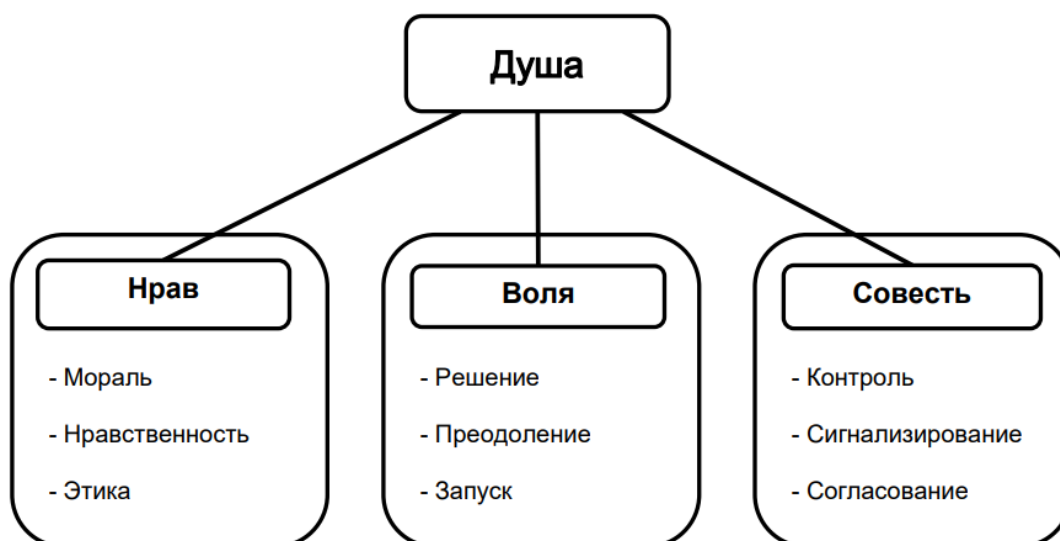 Душа
Нрав
- Мораль
- Нравственность
- Этика
Воля
- Решение
- Преодоление
- Запуск
Совесть
- Контроль
- Сигнализирование
- Согласование